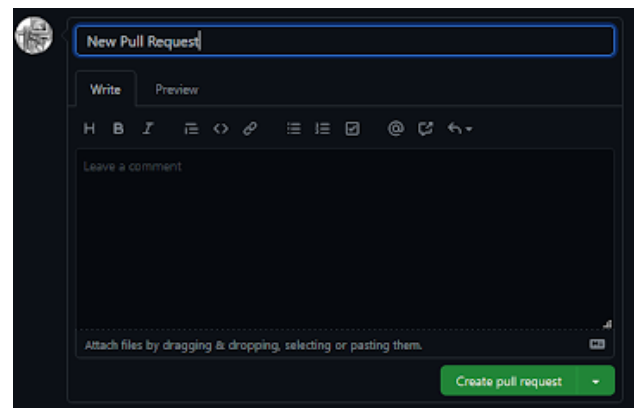 New Pull Request
Write Preview
H B I
Leave a comment
Attach files by dragging & dropping, selecting or pasting them.
Create pull request